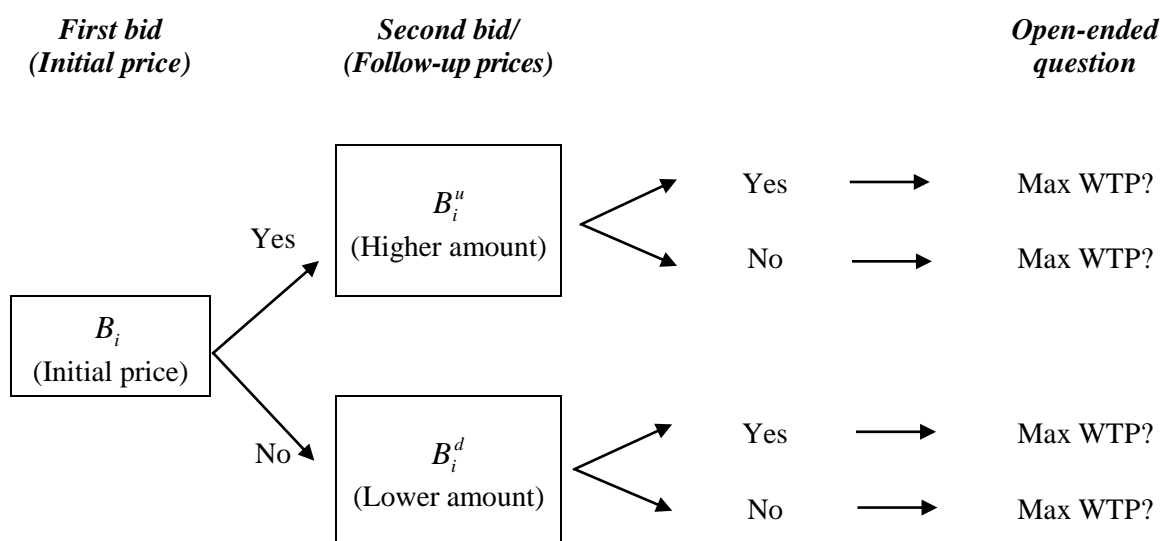 First bid
(Initial price)
Second bid/
(Follow-up prices)
Open-ended
question
B_i^u
(Higher amount)
Yes
Yes
Max WTP?
No
Max WTP?
B_i
(Initial price)
No
B_i^d
(Lower amount)
Yes
Max WTP?
No
Max WTP?